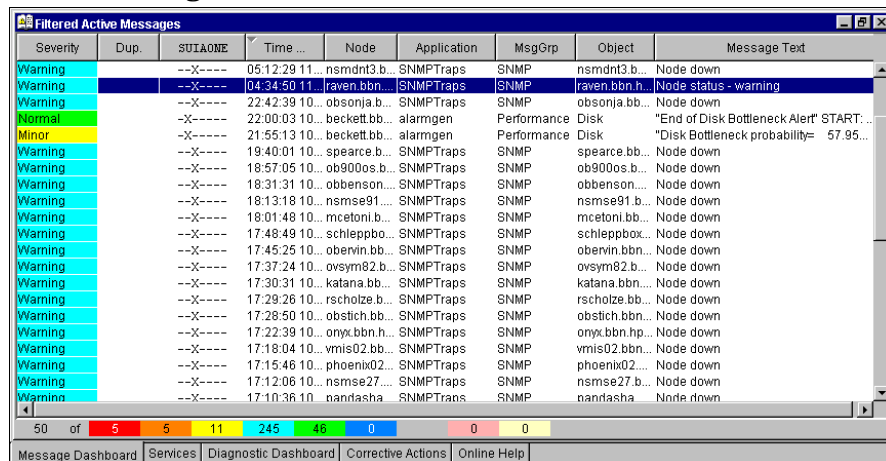 Filtered Active Messages
Severity Dup. SUIAONE Time ... Node Application MsgGrp Object Message Text
Warning --X---- 05:12:29 11... nsmdnt3.b... SNMPTraps SNMP nsmdnt3.b... Node down
Warning --X---- 04:34:50 11... raven.bbn.... SNMPTraps SNMP raven.bbn.h... Node status - warning
Warning --X---- 22:42:39 10... obsonja.b... SNMPTraps SNMP obsonja.bb... Node down
Normal -X----- 22:00:03 10... beckett.bb... alarmgen Performance Disk "End of Disk Bottleneck Alert" START: ...
Minor -X----- 21:55:13 10... beckett.bb... alarmgen Performance Disk "Disk Bottleneck probability= 57.95...
Warning --X---- 19:40:01 10... spearce.b... SNMPTraps SNMP spearce.bb... Node down
Warning --X---- 18:57:05 10... ob900os.b... SNMPTraps SNMP ob900os.b... Node down
Warning --X---- 18:31:31 10... obbenson.... SNMPTraps SNMP obbenson.... Node down
Warning --X---- 18:13:18 10... nsmse91.... SNMPTraps SNMP nsmse91.b... Node down
Warning --X---- 18:01:48 10... mcetoni.b... SNMPTraps SNMP mcetoni.bb... Node down
Warning --X---- 17:48:49 10... schleppbo... SNMPTraps SNMP schleppbox... Node down
Warning --X---- 17:45:25 10... obervin.bb... SNMPTraps SNMP obervin.bbn... Node down
Warning --X---- 17:37:24 10... ovsym82.b... SNMPTraps SNMP ovsym82.b... Node down
Warning --X---- 17:30:31 10... katana.bb... SNMPTraps SNMP katana.bbn.... Node down
Warning --X---- 17:29:26 10... rscholze.b... SNMPTraps SNMP rscholze.bb... Node down
Warning --X---- 17:28:50 10... obstich.bb... SNMPTraps SNMP obstich.bbn... Node down
Warning --X---- 17:22:39 10... onyx.bbn.h... SNMPTraps SNMP onyx.bbn.hp... Node down
Warning --X---- 17:18:04 10... vmis02.bb... SNMPTraps SNMP vmis02.bbn... Node down
Warning --X---- 17:15:46 10... phoenix02.... SNMPTraps SNMP phoenix02.... Node down
Warning --X---- 17:12:06 10... nsmse27.... SNMPTraps SNMP nsmse27.b... Node down
Warning --X---- 17:10:36 10... pandasha... SNMPTraps SNMP pandasha... Node down
50 of 5 5 11 245 46 0 0 0
Message Dashboard Services Diagnostic Dashboard Corrective Actions Online Help